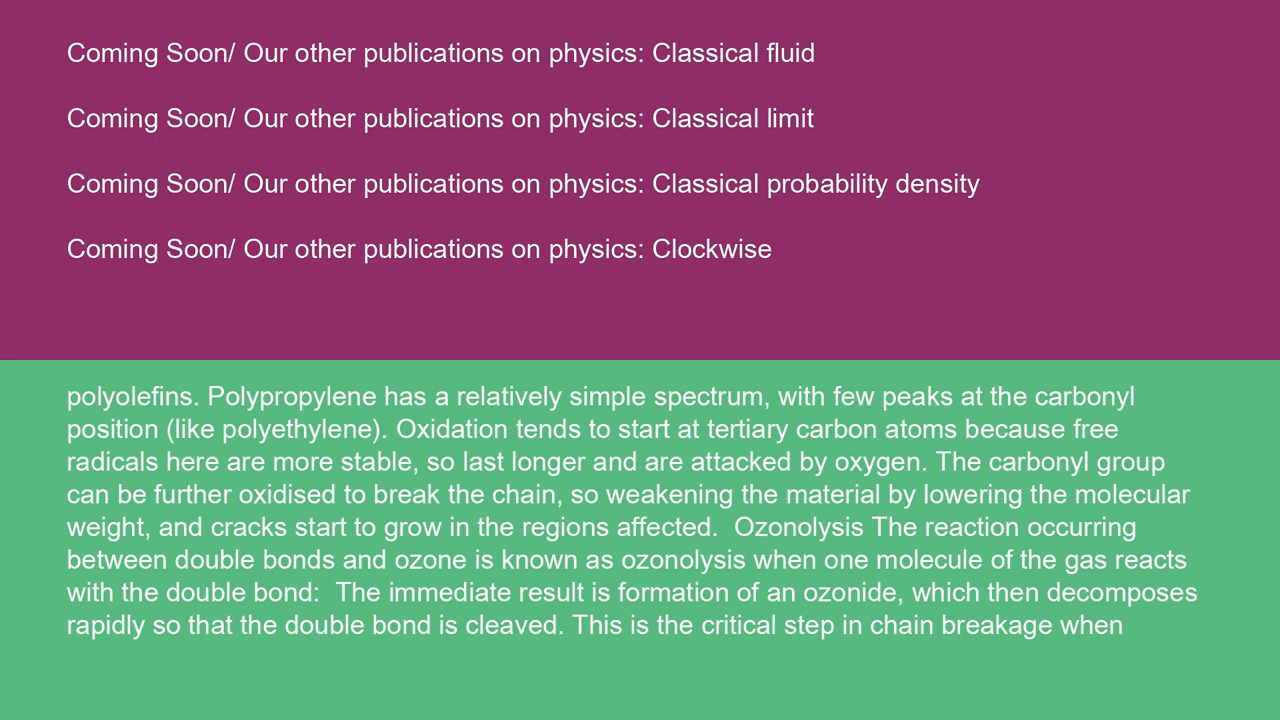 Coming Soon/ Our other publications on physics: Classical fluid
Coming Soon/ Our other publications on physics: Classical limit
Coming Soon/ Our other publications on physics: Classical probability density
Coming Soon/ Our other publications on physics: Clockwise
polyolefins. Polypropylene has a relatively simple spectrum, with few peaks at the carbonyl
position (like polyethylene). Oxidation tends to start at tertiary carbon atoms because free
radicals here are more stable, so last longer and are attacked by oxygen. The carbonyl group
can be further oxidised to break the chain, so weakening the material by lowering the molecular
weight, and cracks start to grow in the regions affected.  Ozonolysis The reaction occurring
between double bonds and ozone is known as ozonolysis when one molecule of the gas reacts
with the double bond:  The immediate result is formation of an ozonide, which then decomposes
rapidly so that the double bond is cleaved. This is the critical step in chain breakage when